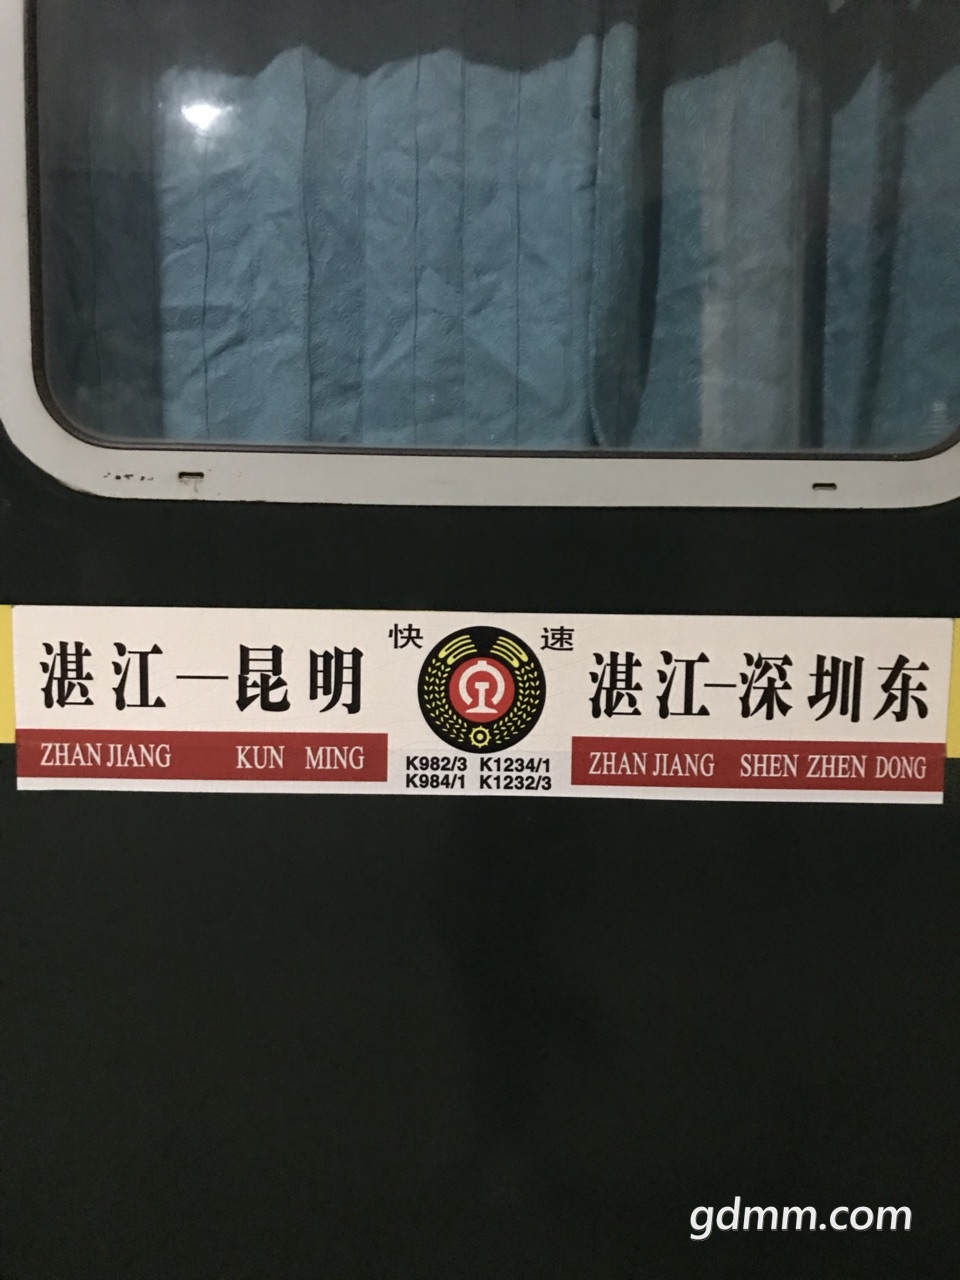 快 速
湛江—昆明
湛江—深圳东
ZHAN JIANG KUN MING
K982/3 K1234/1
K984/1 K1232/3
ZHAN JIANG SHEN ZHEN DONG
gdmm.com